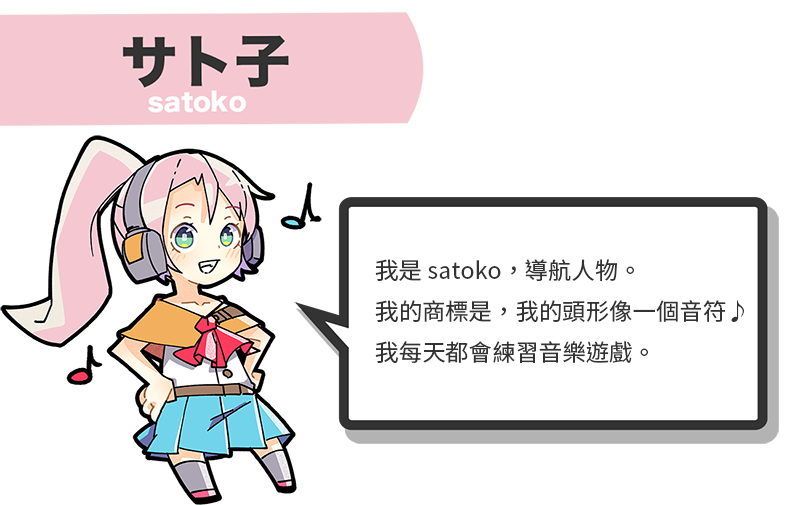 サト子
satoko
我是 satoko，導航人物。
我的商標是，我的頭形像一個音符♪
我每天都會練習音樂遊戲。